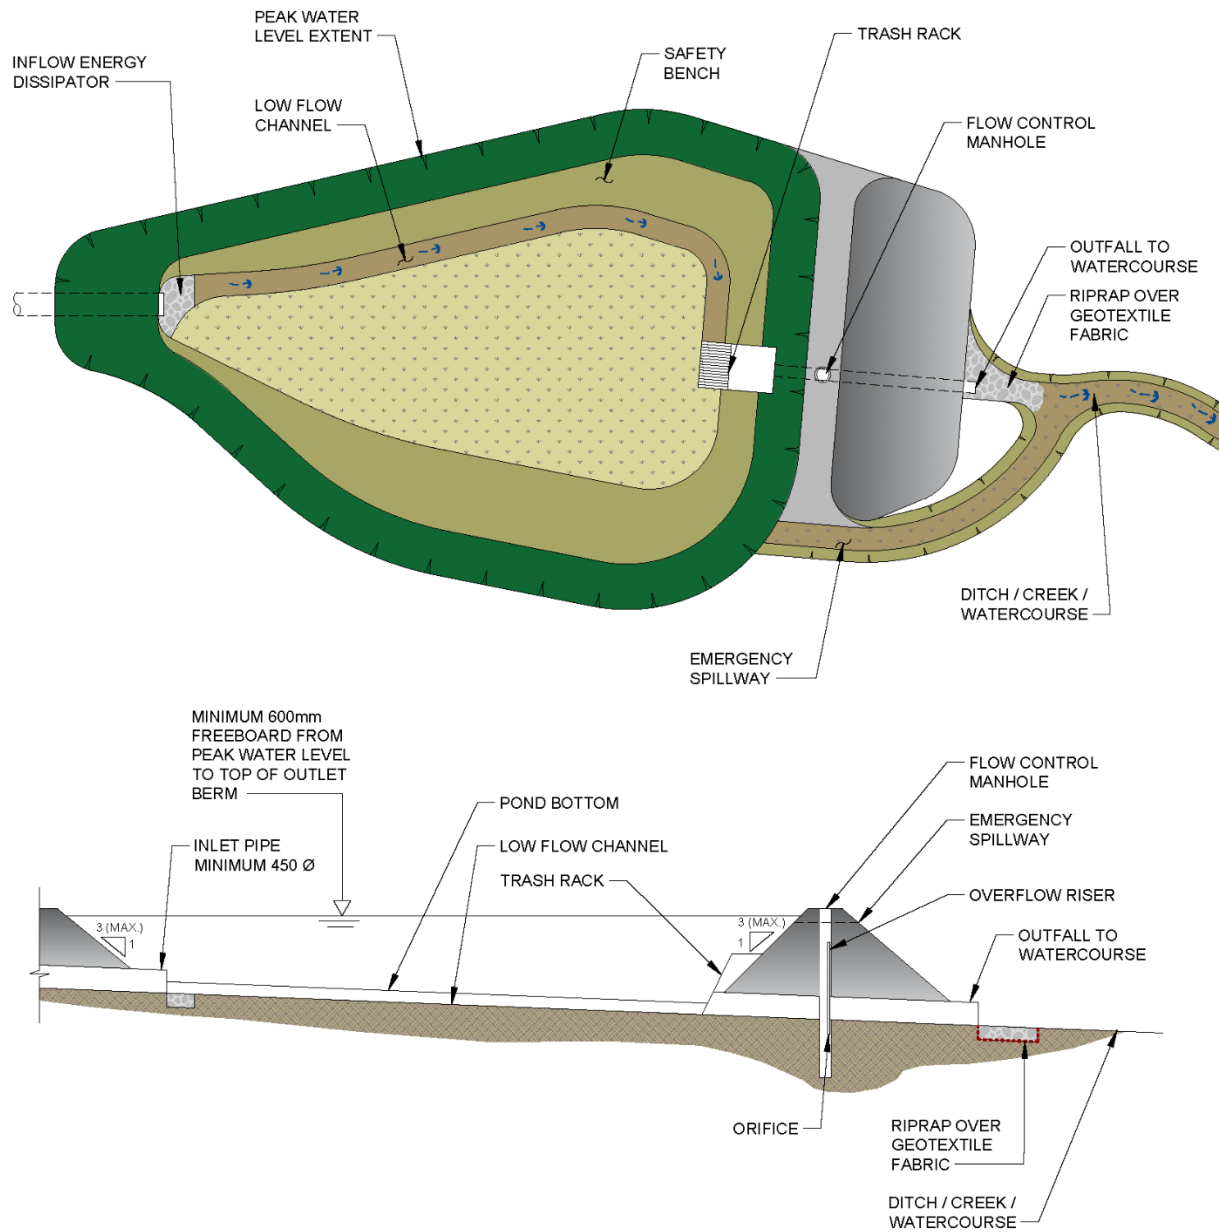 PEAK WATER
LEVEL EXTENT
TRASH RACK
INFLOW ENERGY
DISSIPATOR
SAFETY
BENCH
LOW FLOW
CHANNEL
FLOW CONTROL
MANHOLE
OUTFALL TO
WATERCOURSE
RIPRAP OVER
GEOTEXTILE
FABRIC
DITCH / CREEK /
WATERCOURSE
EMERGENCY
SPILLWAY
MINIMUM 600mm
FREEBOARD FROM
PEAK WATER LEVEL
TO TOP OF OUTLET
BERM
POND BOTTOM
FLOW CONTROL
MANHOLE
INLET PIPE
MINIMUM 450 Ø
LOW FLOW CHANNEL
EMERGENCY
SPILLWAY
TRASH RACK
OVERFLOW RISER
3 (MAX.)
1
3 (MAX.)
1
OUTFALL TO
WATERCOURSE
ORIFICE
RIPRAP OVER
GEOTEXTILE
FABRIC
DITCH / CREEK /
WATERCOURSE